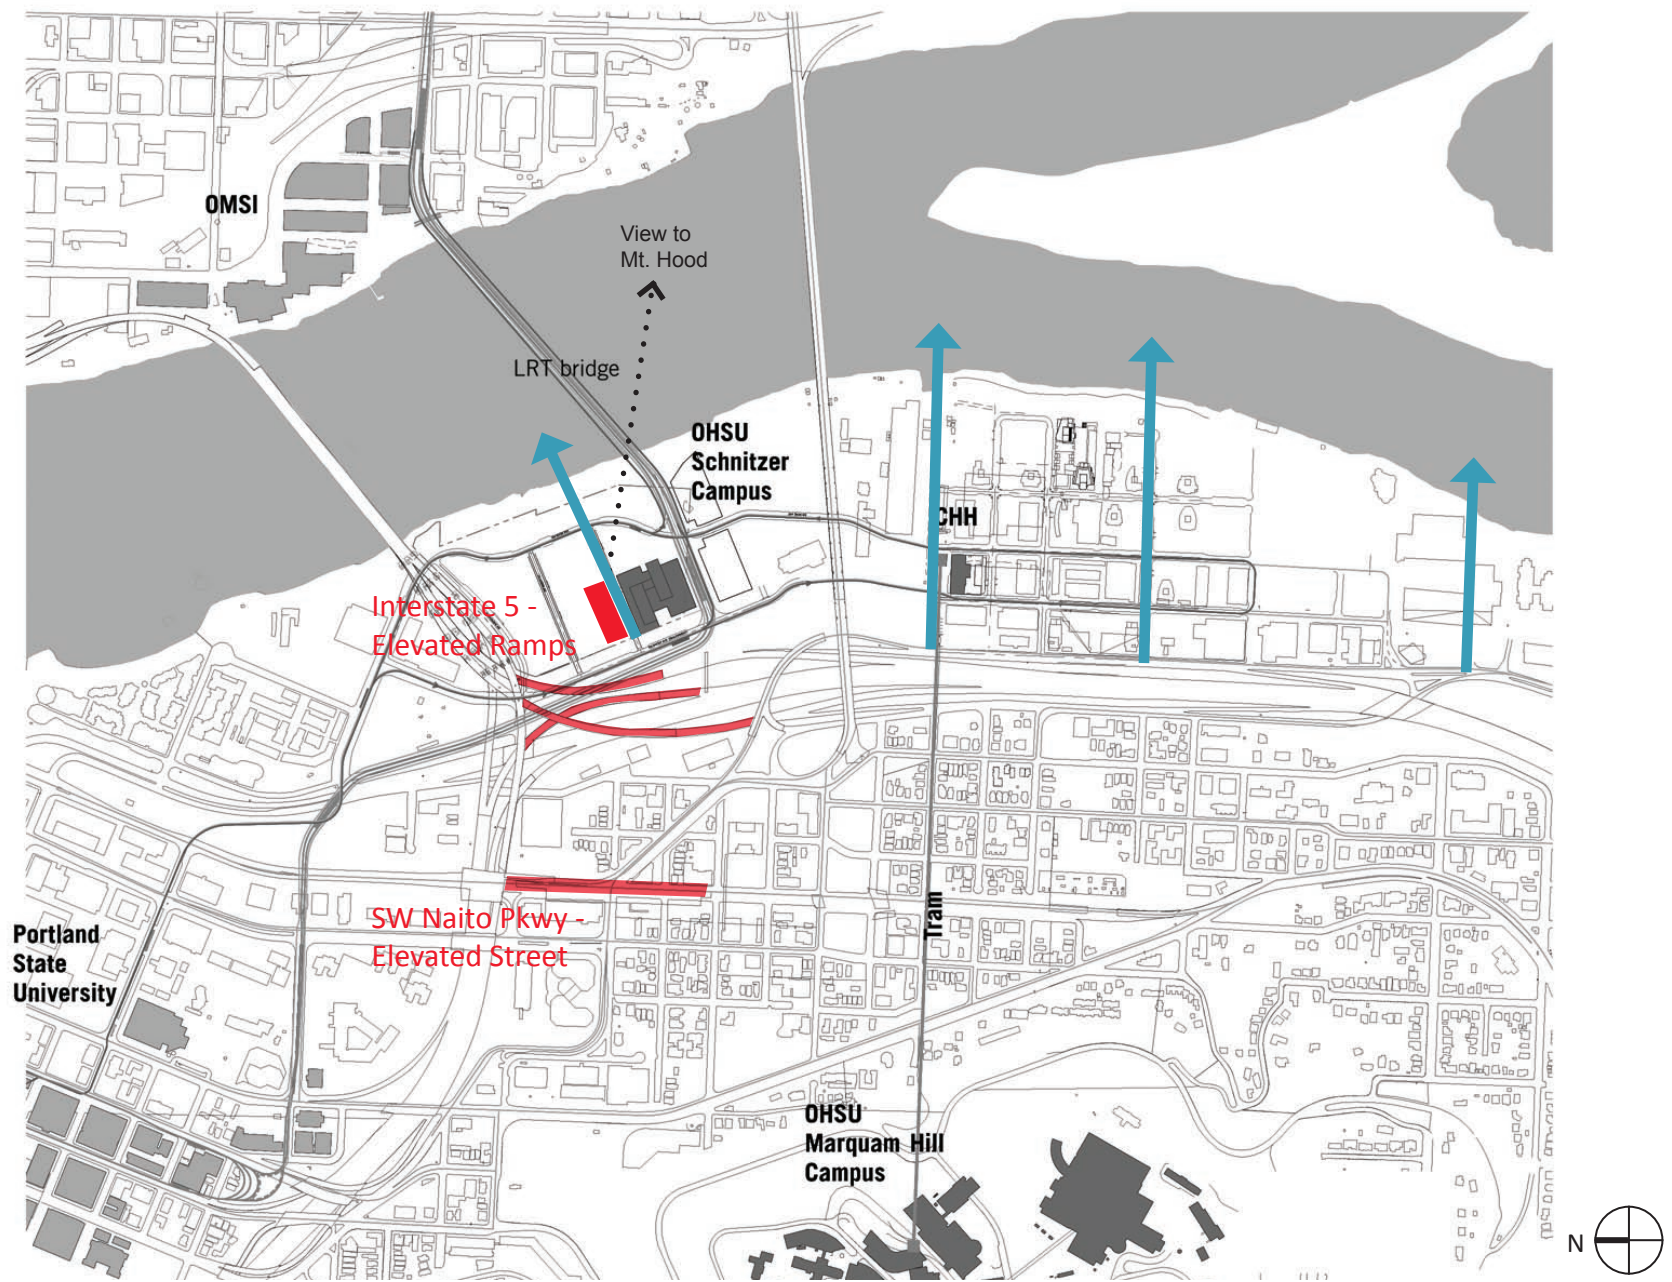 OMSI
View to
Mt. Hood
LRT bridge
OHSU
Schnitzer
Campus
CHH
Interstate 5 -
Elevated Ramps
SW Naito Pkwy -
Elevated Street
Tram
Portland
State
University
OHSU
Marquam Hill
Campus
N